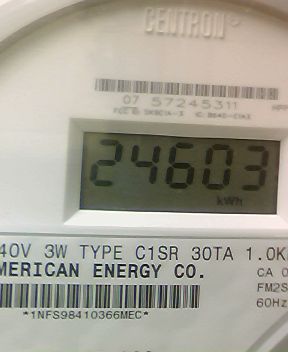 CENTRON
07 57245311
24603
kWh
40V 3W TYPE C1SR 30TA 1.0K
MERICAN ENERGY CO.
CA 0
FM2S
60Hz
*1NFS98410366MEC*